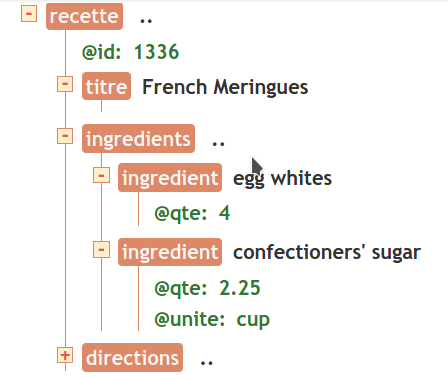 recette ..
@id: 1336
titre French Meringues
ingredients ..
ingredient egg whites
@qte: 4
ingredient confectioners' sugar
@qte: 2.25
@unite: cup
directions ..